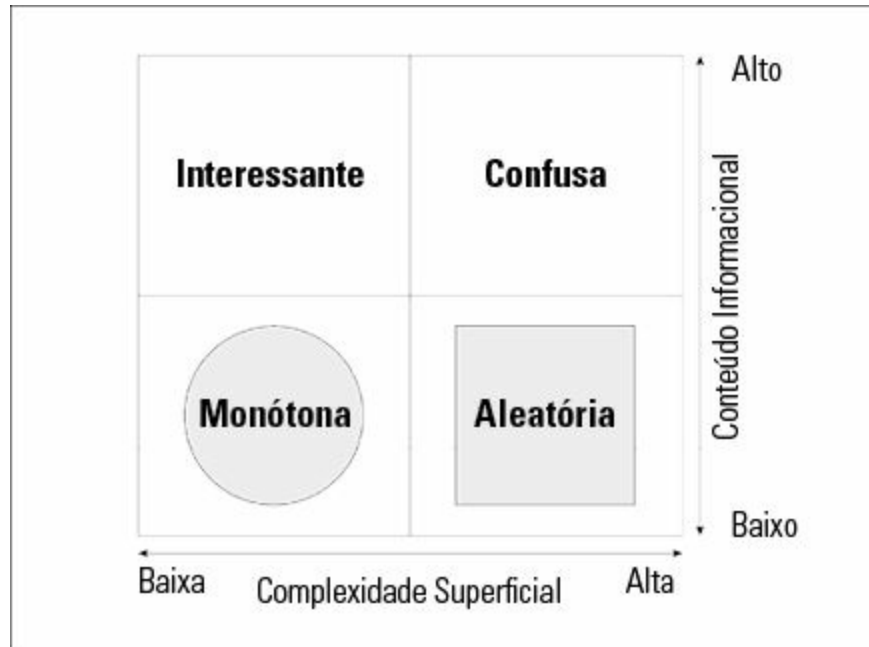 Alto
Interessante
Confusa
Conteúdo Informacional
Monótona
Aleatória
Baixo
Baixa
Complexidade Superficial
Alta